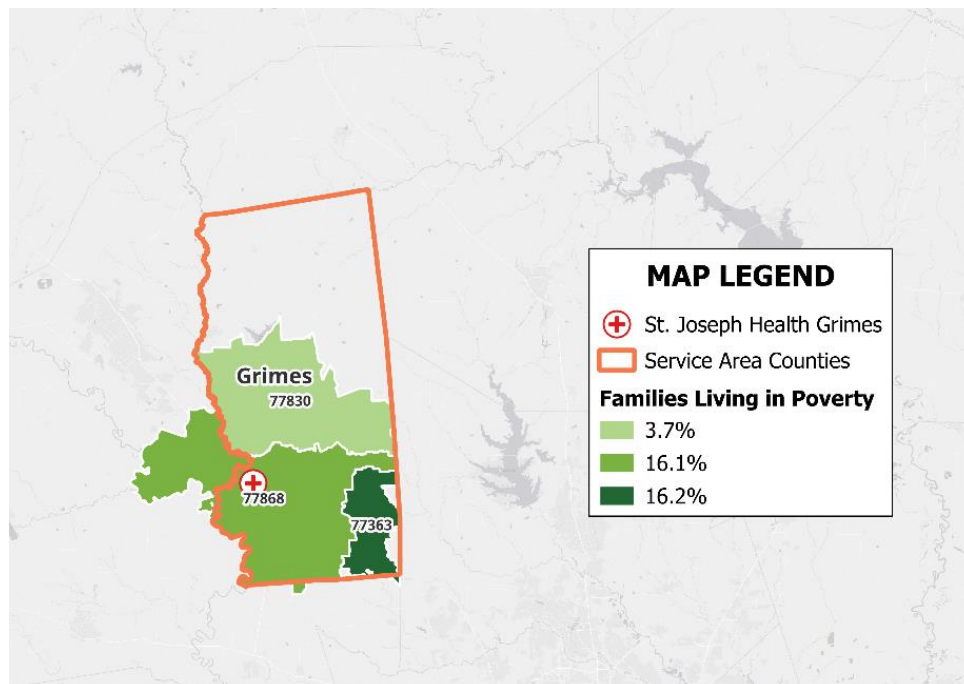 Grimes
77830
77868
77363
MAP LEGEND
St. Joseph Health Grimes
Service Area Counties
Families Living in Poverty
3.7%
16.1%
16.2%